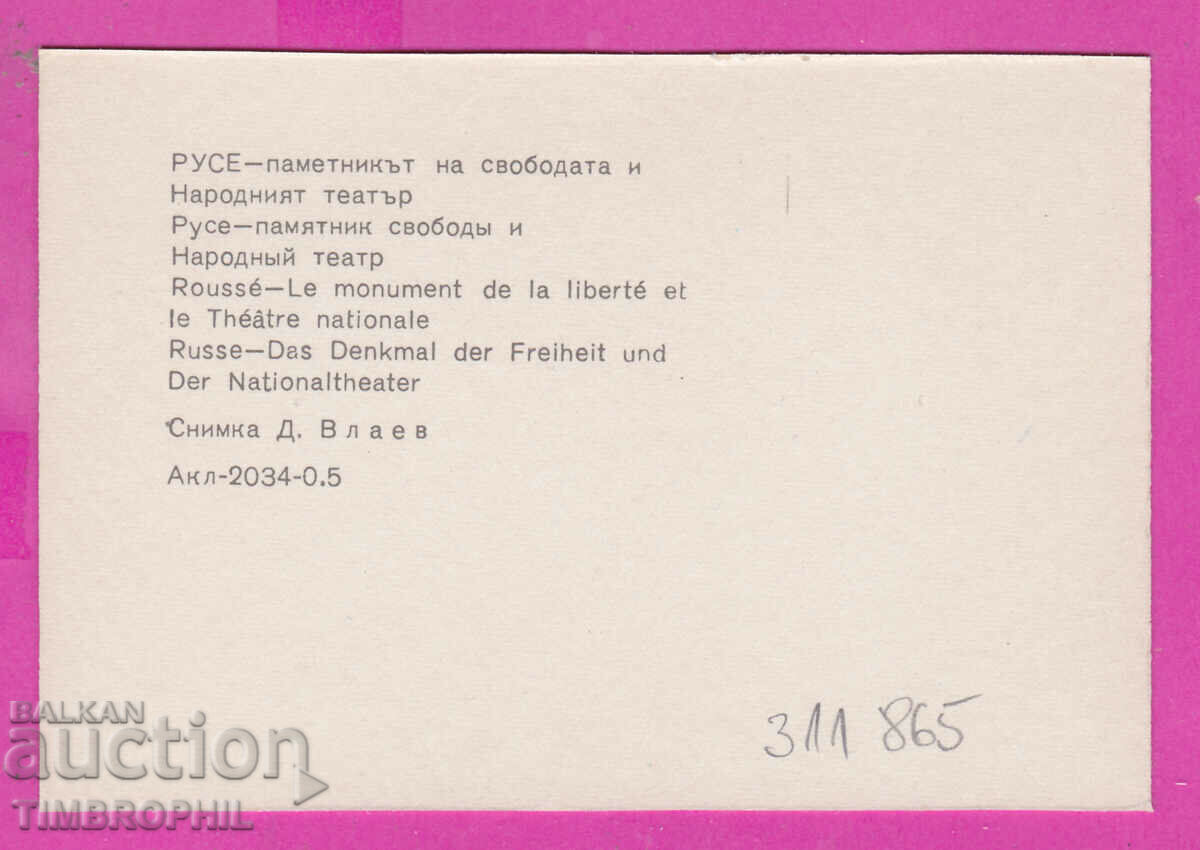 РУСЕ—паметникът на свободата и
Народният театър
Русе—памятник свободы и
Народный театр
Roussé—Le monument de la liberté et
le Théâtre nationale
Russe—Das Denkmal der Freiheit und
Der Nationaltheater
Снимка Д. Влаев
Акл-2034-0.5
311 865
BALKAN
auction
TIMBROPHIL